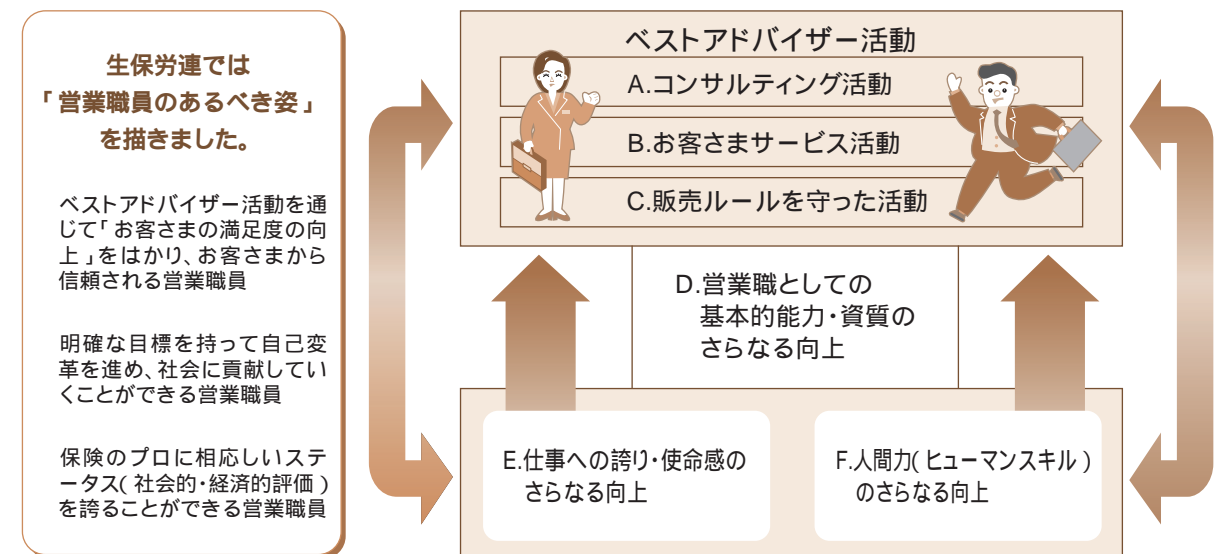 生保労連では
「営業職員のあるべき姿」
を描きました。
ベストアドバイザー活動を通
じて「お客さまの満足度の向
上」をはかり、お客さまから
信頼される営業職員
明確な目標を持って自己変
革を進め、社会に貢献してい
くことができる営業職員
保険のプロに相応しいステ
ータス(社会的・経済的評価)
を誇ることができる営業職員
ベストアドバイザー活動
A.コンサルティング活動
B.お客さまサービス活動
C.販売ルールを守った活動
D.営業職としての
基本的能力・資質の
さらなる向上
E.仕事への誇り・使命感の
さらなる向上
F.人間力(ヒューマンスキル)
のさらなる向上